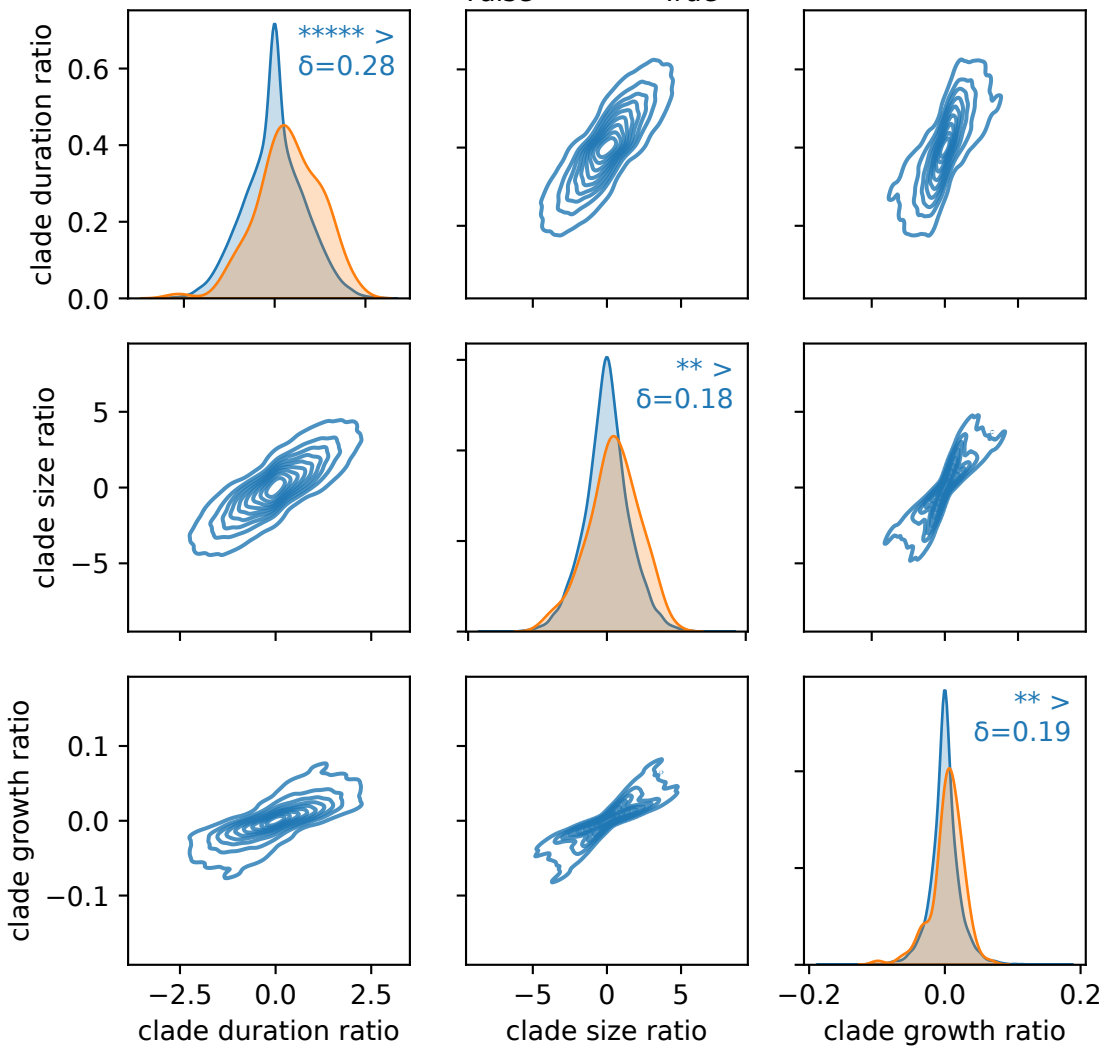 clade duration ratio
0.6
0.4
0.2
0.0
***** >
δ=0.28
clade size ratio
5
0
−5
** >
δ=0.18
clade growth ratio
0.1
0.0
−0.1
** >
δ=0.19
−2.5 0.0 2.5
−5 0 5
−0.2 0.0 0.2
clade duration ratio
clade size ratio
clade growth ratio